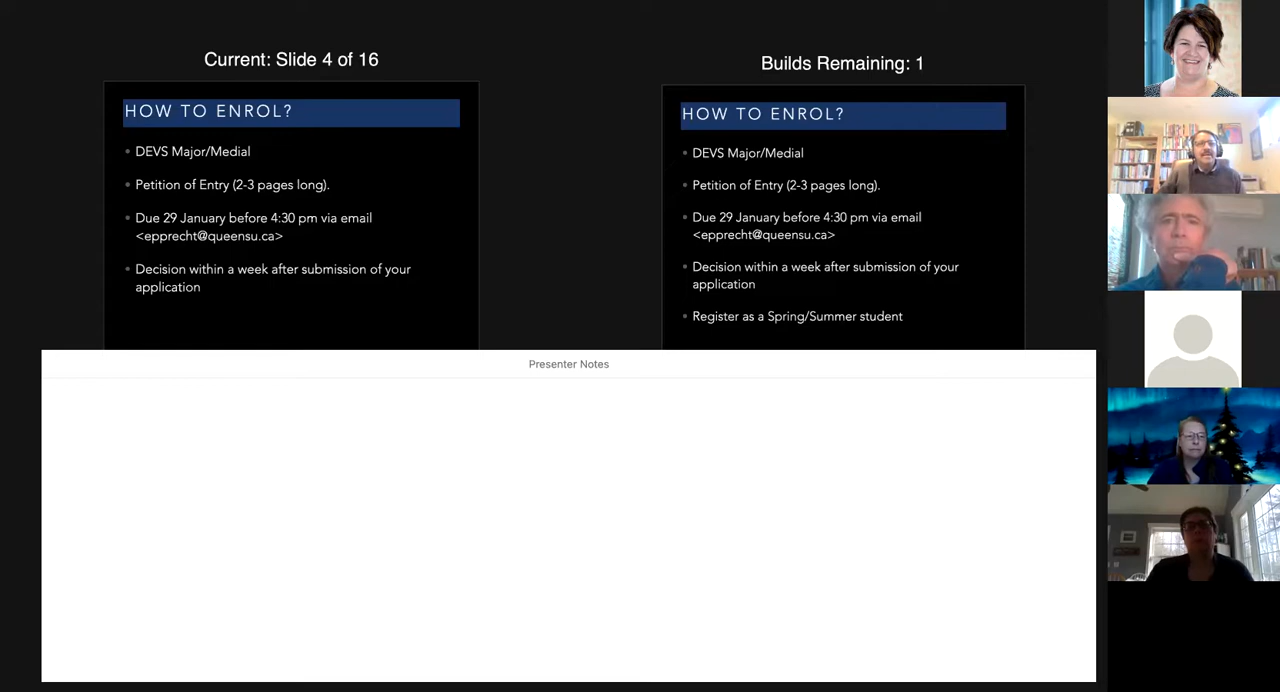 Current: Slide 4 of 16
HOW TO ENROL?
• DEVS Major/Medial
• Petition of Entry (2-3 pages long).
• Due 29 January before 4:30 pm via email
<epprecht@queensu.ca>
• Decision within a week after submission of your
application
Builds Remaining: 1
HOW TO ENROL?
• DEVS Major/Medial
• Petition of Entry (2-3 pages long).
• Due 29 January before 4:30 pm via email
<epprecht@queensu.ca>
• Decision within a week after submission of your
application
• Register as a Spring/Summer student
Presenter Notes